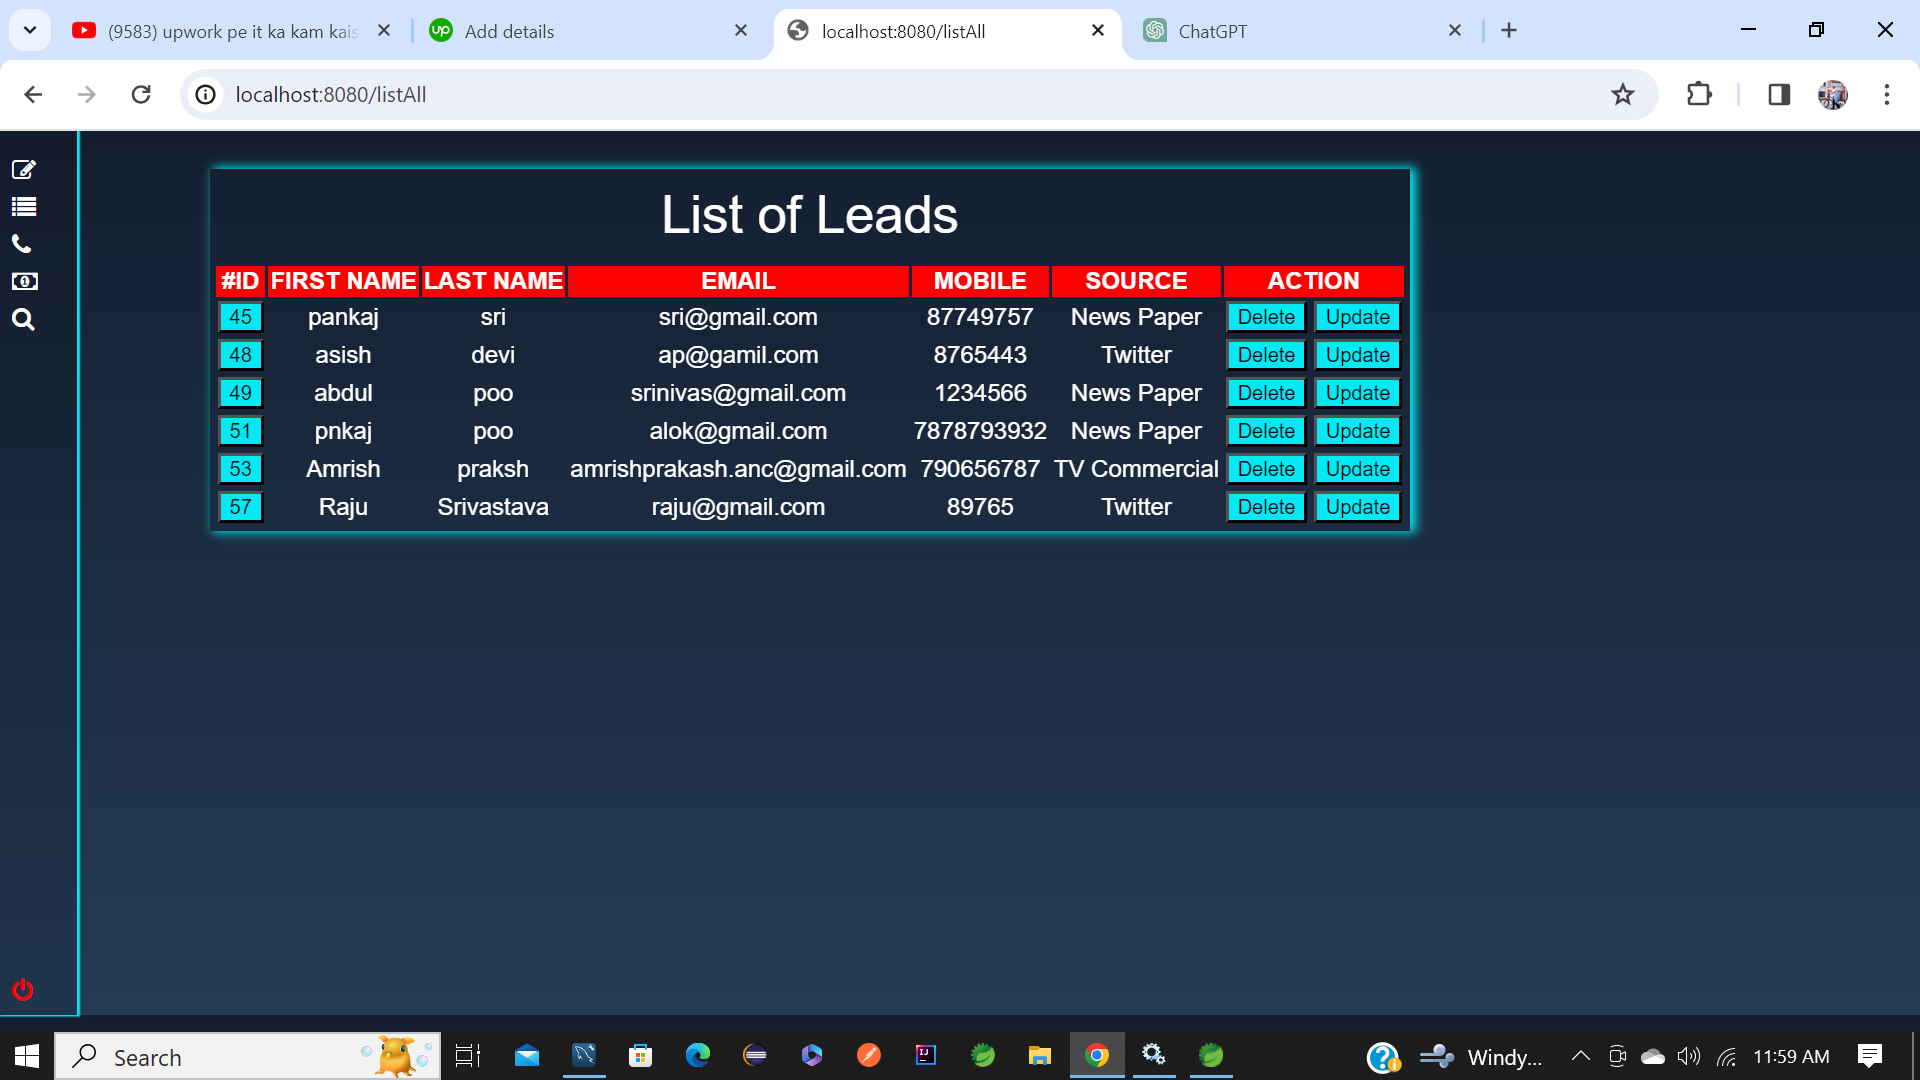 (9583) upwork pe it ka kam kais
up Add details
localhost:8080/listAll
ChatGPT
localhost:8080/listAll
List of Leads
#ID FIRST NAME LAST NAME EMAIL MOBILE SOURCE ACTION
45 pankaj sri sri@gmail.com 87749757 News Paper Delete Update
48 asish devi ap@gamil.com 8765443 Twitter Delete Update
49 abdul poo srinivas@gmail.com 1234566 News Paper Delete Update
51 pnkaj poo alok@gmail.com 7878793932 News Paper Delete Update
53 Amrish praksh amrishprakash.anc@gmail.com 790656787 TV Commercial Delete Update
57 Raju Srivastava raju@gmail.com 89765 Twitter Delete Update
Search
Windy...
11:59 AM